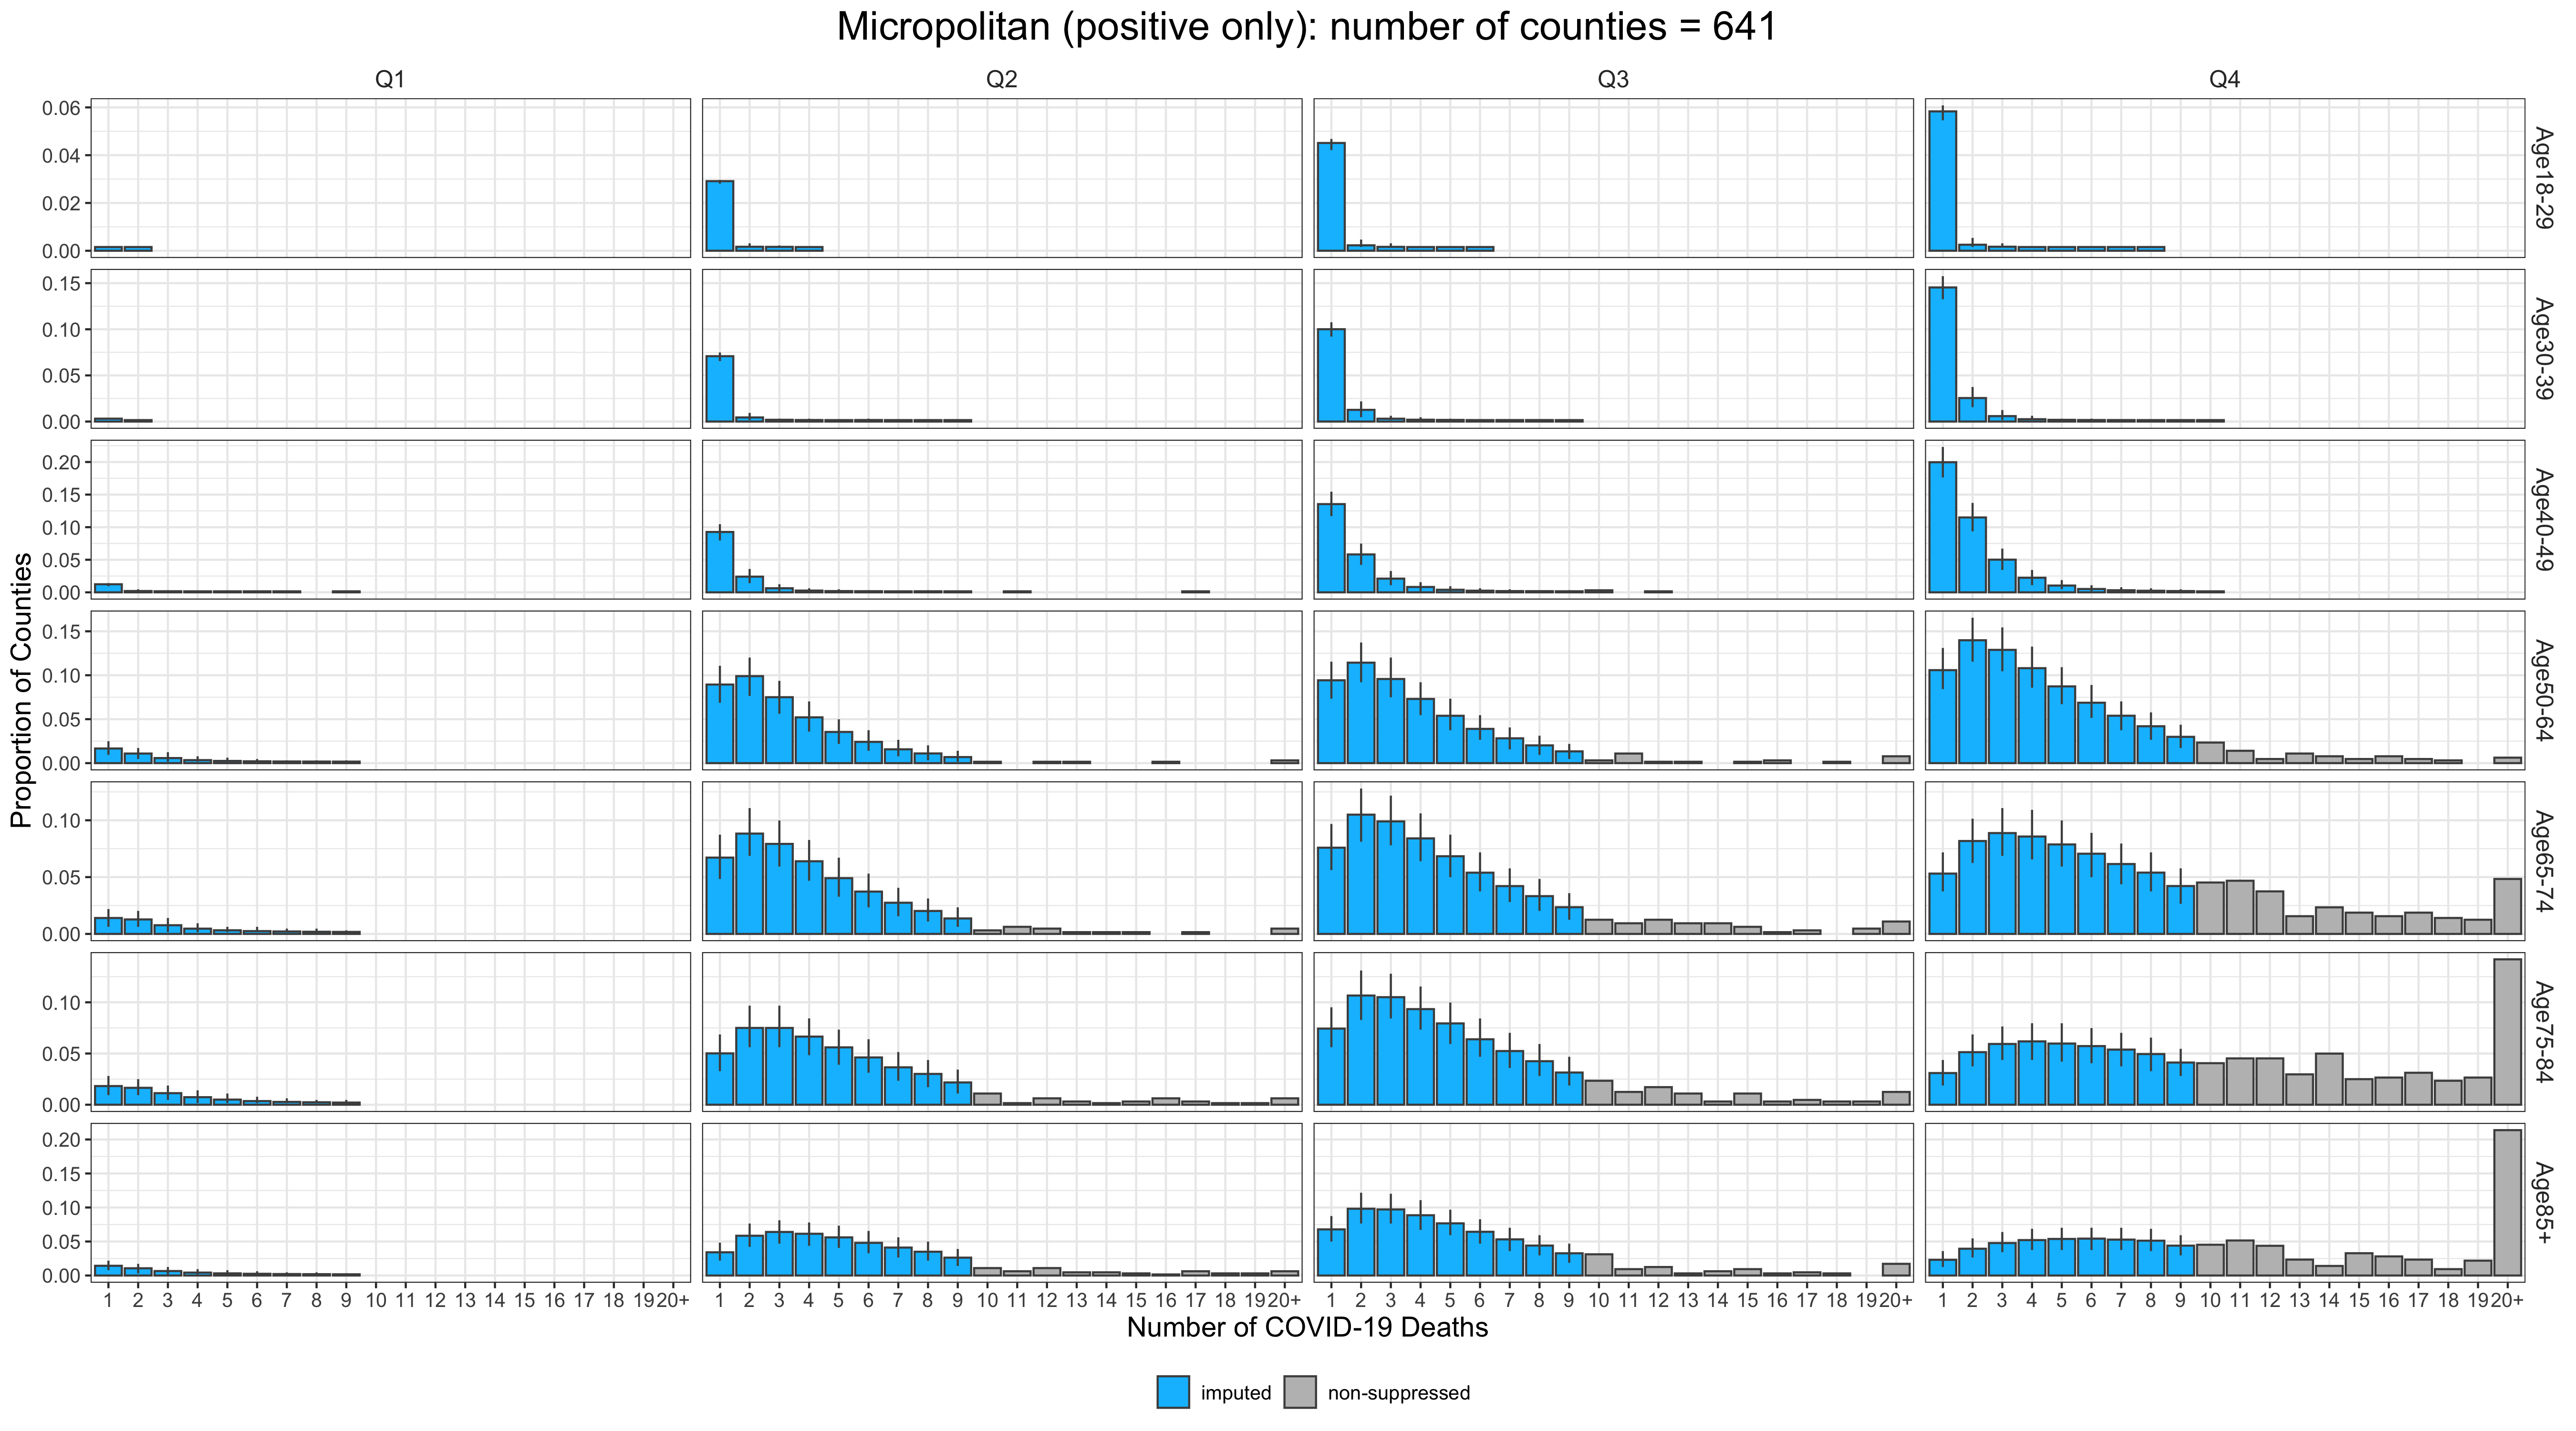 Micropolitan (positive only): number of counties = 641
Q1 Q2 Q3 Q4
Proportion of Counties
0.06
0.04
0.02
0.00
Age18-29
0.15
0.10
0.05
0.00
Age30-39
0.20
0.15
0.10
0.05
0.00
Age40-49
0.15
0.10
0.05
0.00
Age50-64
0.10
0.05
0.00
Age65-74
0.10
0.05
0.00
Age75-84
0.20
0.15
0.10
0.05
0.00
Age85+
1 2 3 4 5 6 7 8 9 10 11 12 13 14 15 16 17 18 19 20+ 1 2 3 4 5 6 7 8 9 10 11 12 13 14 15 16 17 18 19 20+ 1 2 3 4 5 6 7 8 9 10 11 12 13 14 15 16 17 18 19 20+ 1 2 3 4 5 6 7 8 9 10 11 12 13 14 15 16 17 18 19 20+
Number of COVID-19 Deaths
imputed non-suppressed